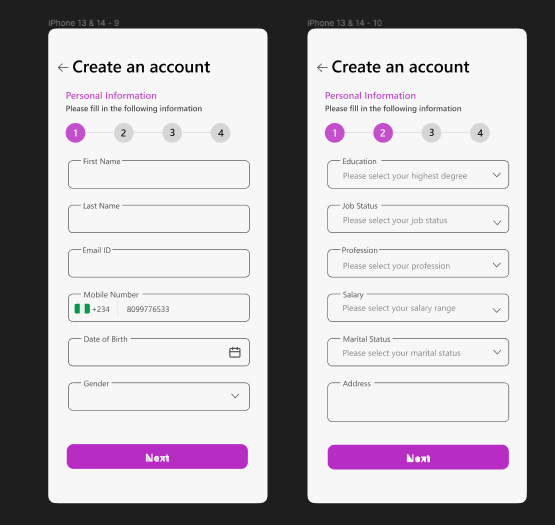 iPhone 13 & 14 - 9
Create an account
Personal Information
Please fill in the following information
1 2 3 4
First Name
Last Name
Email ID
Mobile Number
+234 8099776533
Date of Birth
Gender
Next
iPhone 13 & 14 - 10
Create an account
Personal Information
Please fill in the following information
1 2 3 4
Education
Please select your highest degree
Job Status
Please select your job status
Profession
Please select your profession
Salary
Please select your salary range
Marital Status
Please select your marital status
Address
Next